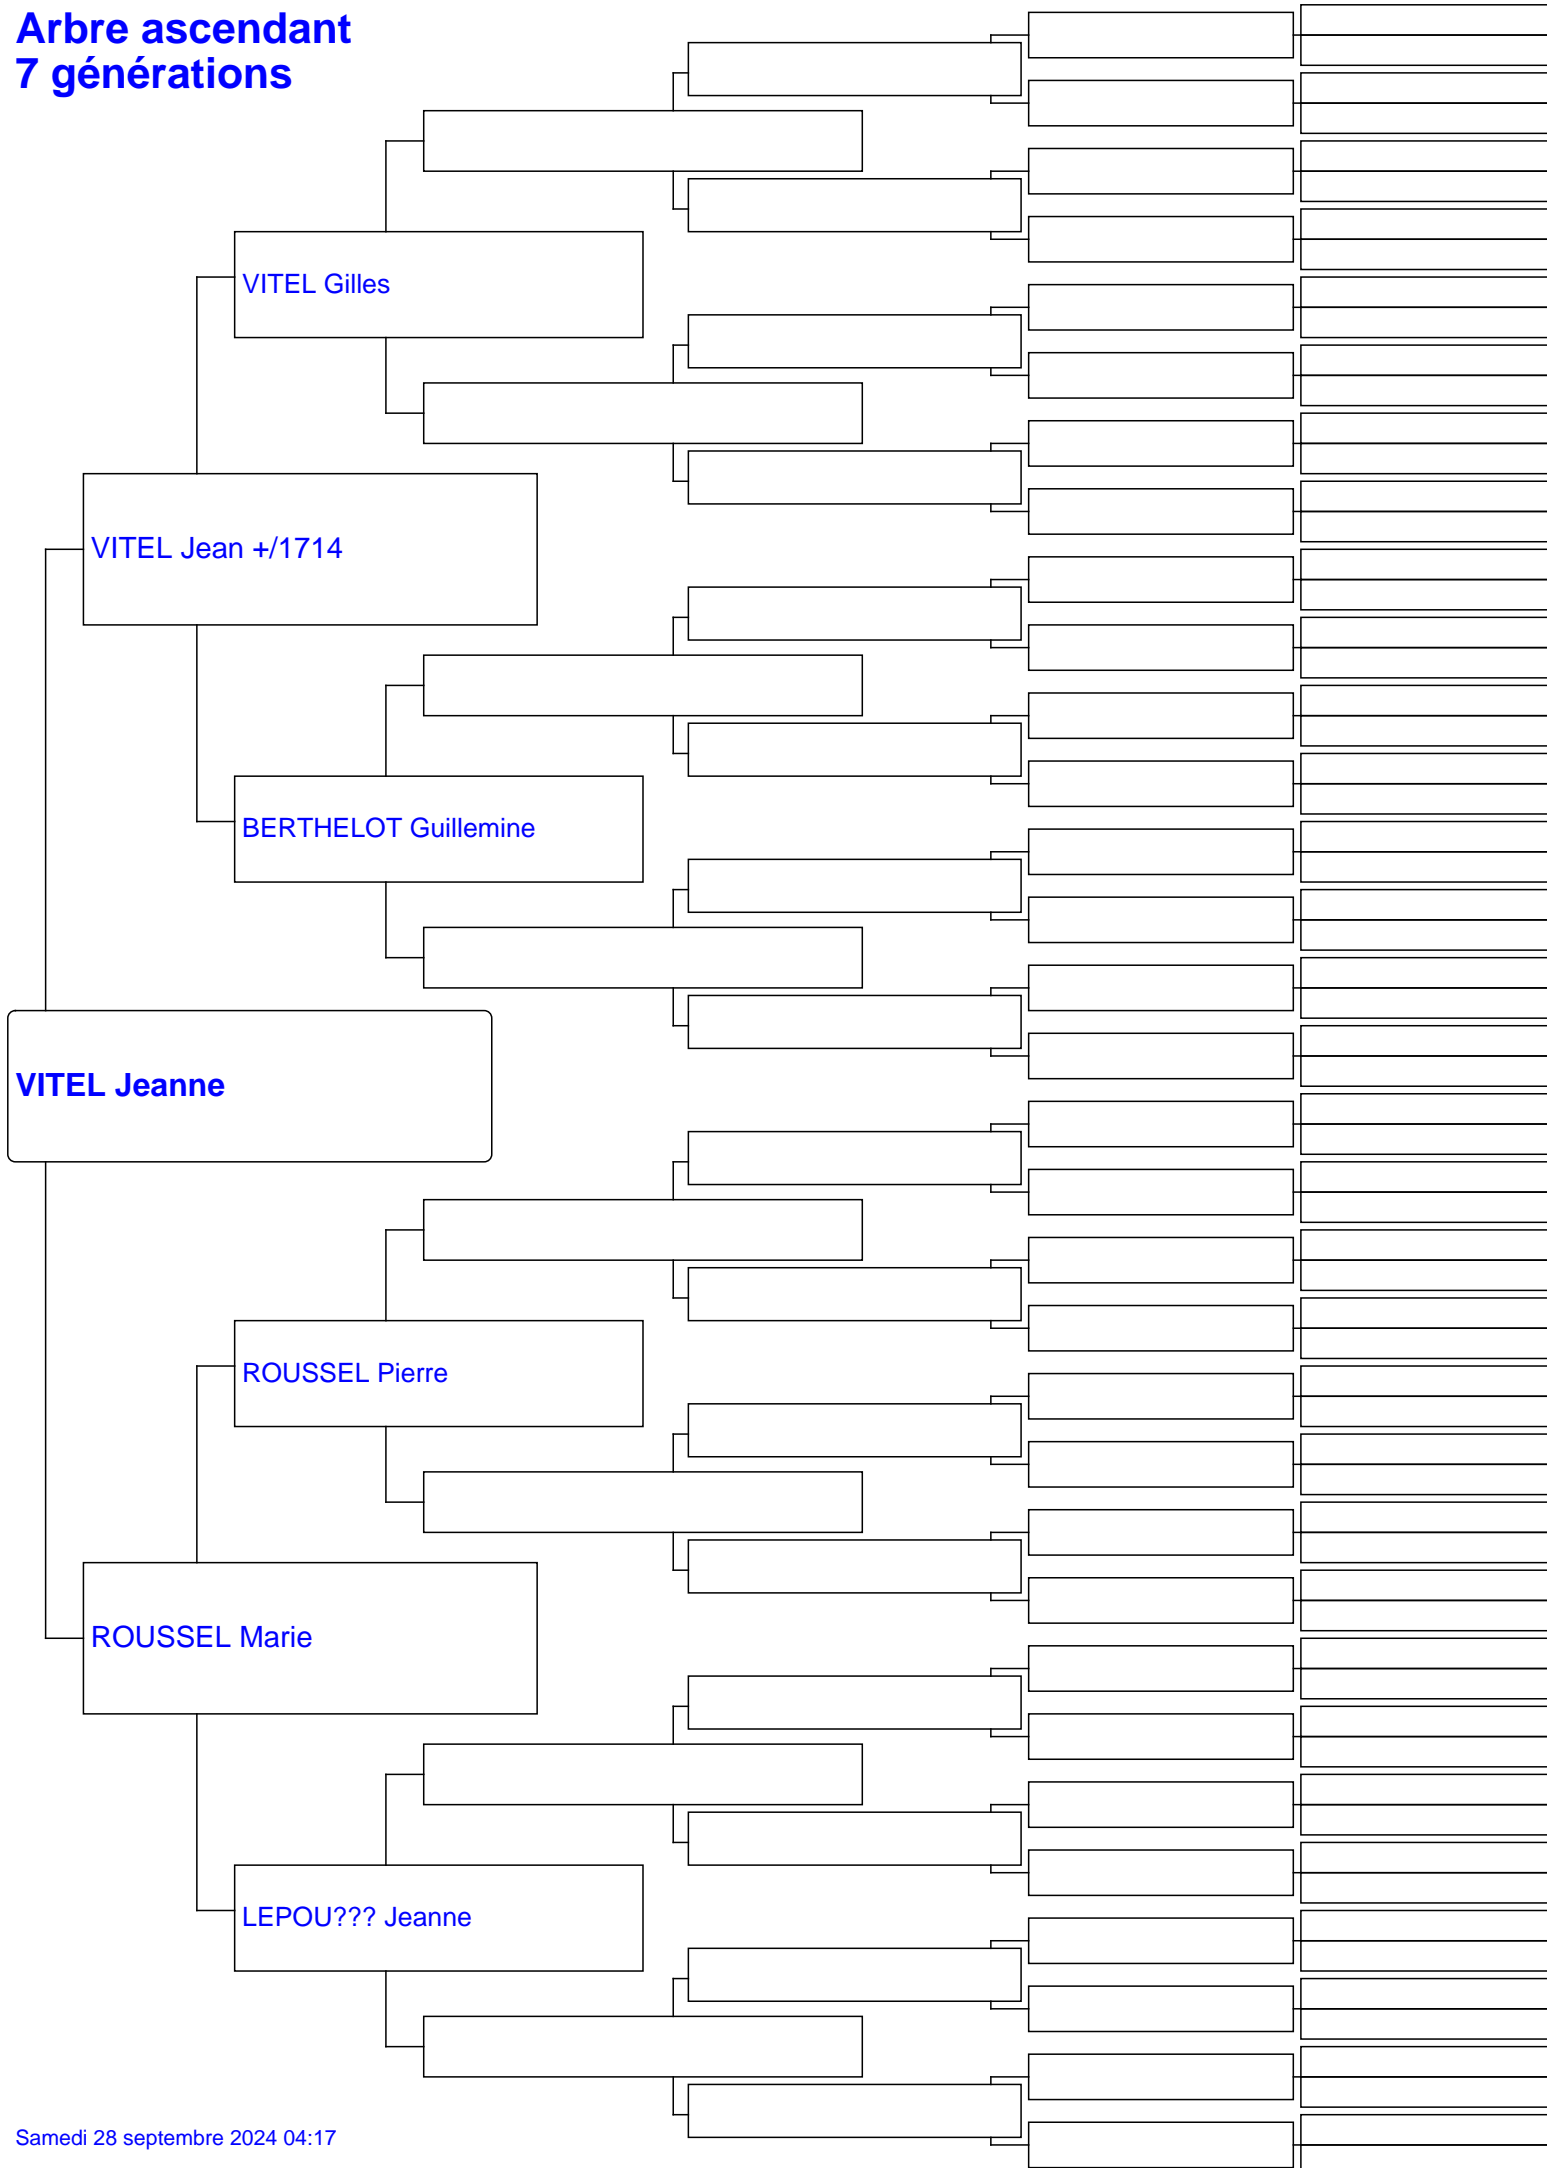 Arbre ascendant
7 générations
VITEL Gilles
VITEL Jean +/1714
BERTHELOT Guillemine
VITEL Jeanne
ROUSSEL Pierre
ROUSSEL Marie
LEPOU??? Jeanne
Samedi 28 septembre 2024 04:17